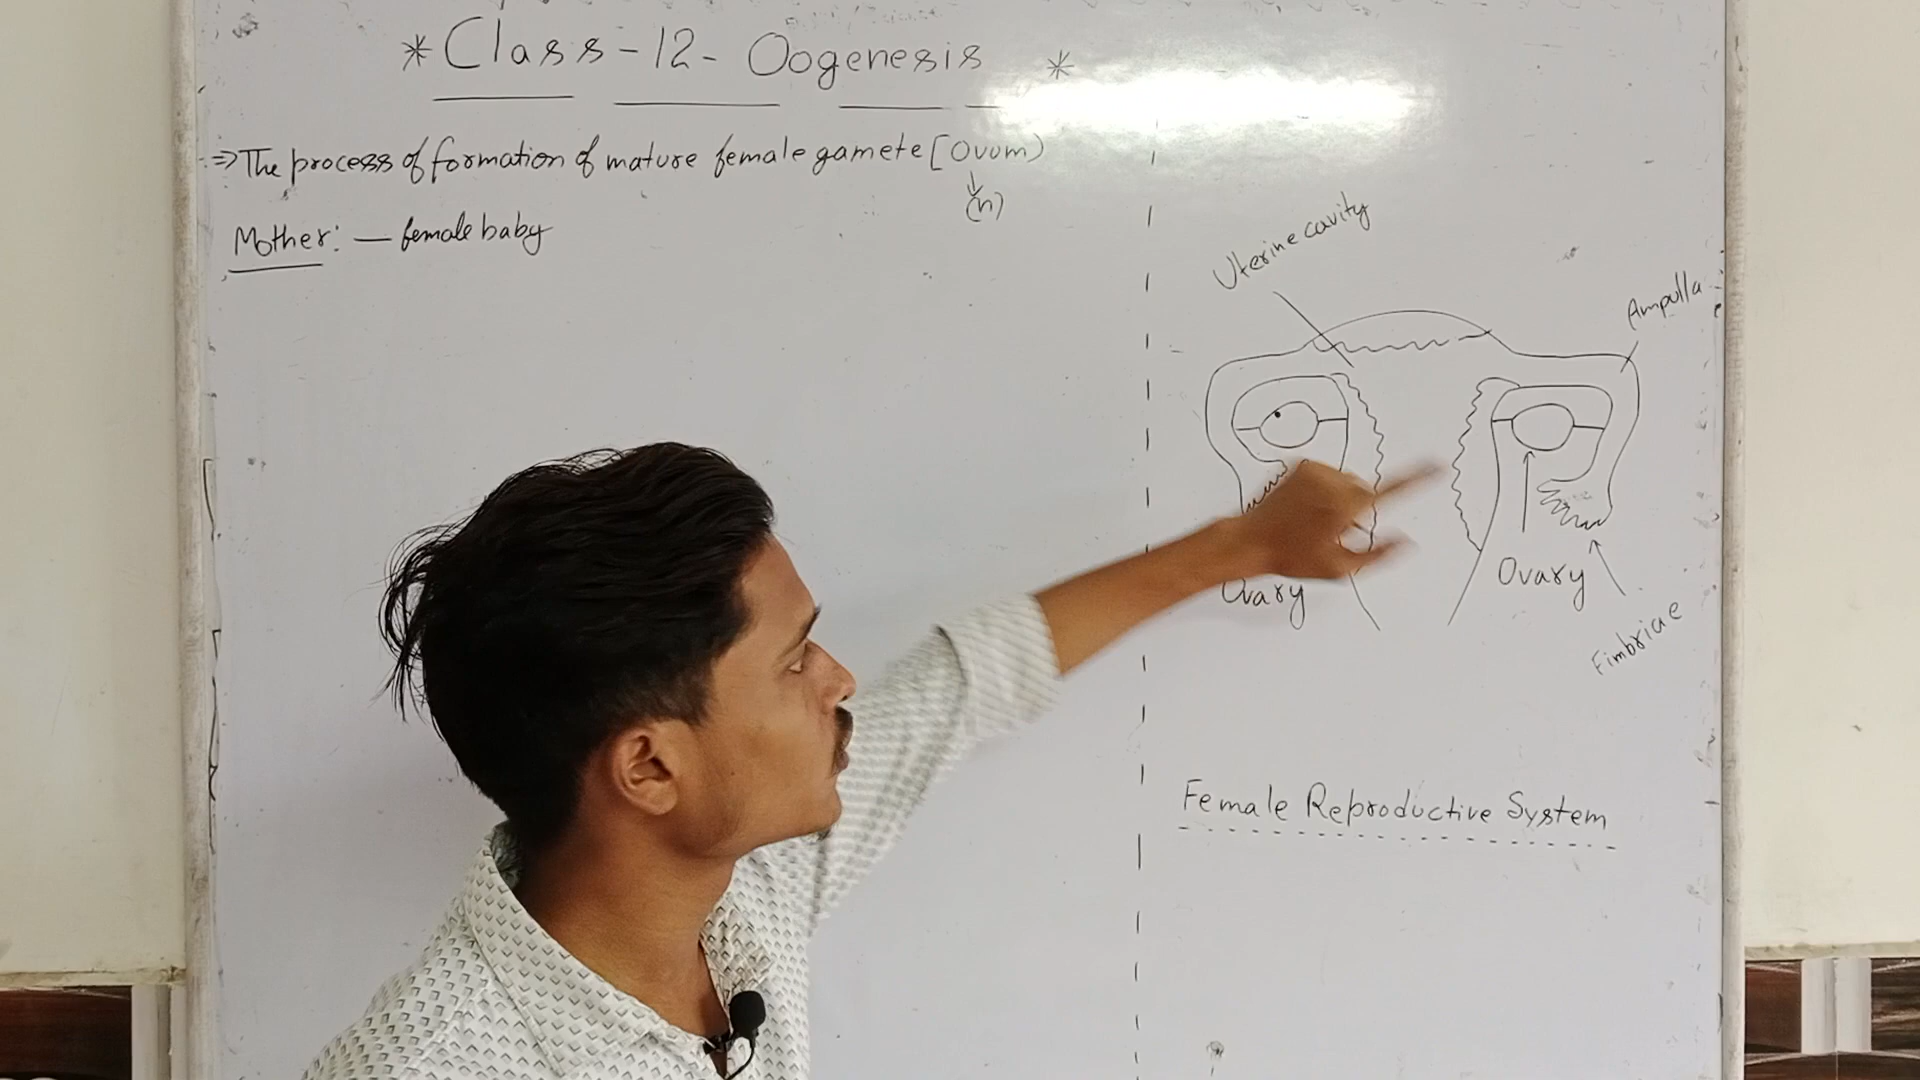 * Class-12- Oogenesis *
⇒ The process of formation of mature female gamete [Ovum)
↓
(n)
Mother: — female baby
Uterine cavity
Ampulla
Ovary
Ovary
Fimbriae
Female Reproductive System